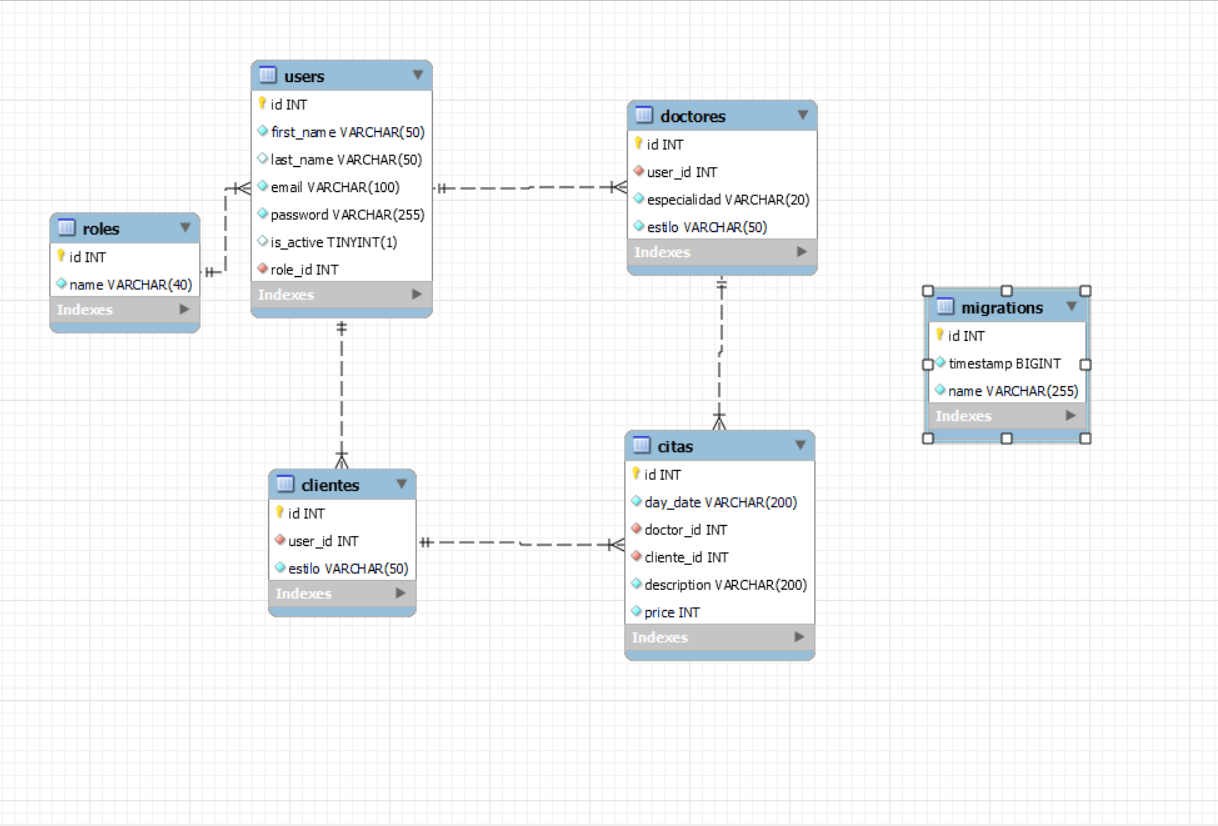 users
id INT
first_name VARCHAR(50)
last_name VARCHAR(50)
email VARCHAR(100)
password VARCHAR(255)
is_active TINYINT(1)
role_id INT
Indexes
doctores
id INT
user_id INT
especialidad VARCHAR(20)
estilo VARCHAR(50)
Indexes
roles
id INT
name VARCHAR(40)
Indexes
migrations
id INT
timestamp BIGINT
name VARCHAR(255)
Indexes
clientes
id INT
user_id INT
estilo VARCHAR(50)
Indexes
citas
id INT
day_date VARCHAR(200)
doctor_id INT
cliente_id INT
description VARCHAR(200)
price INT
Indexes